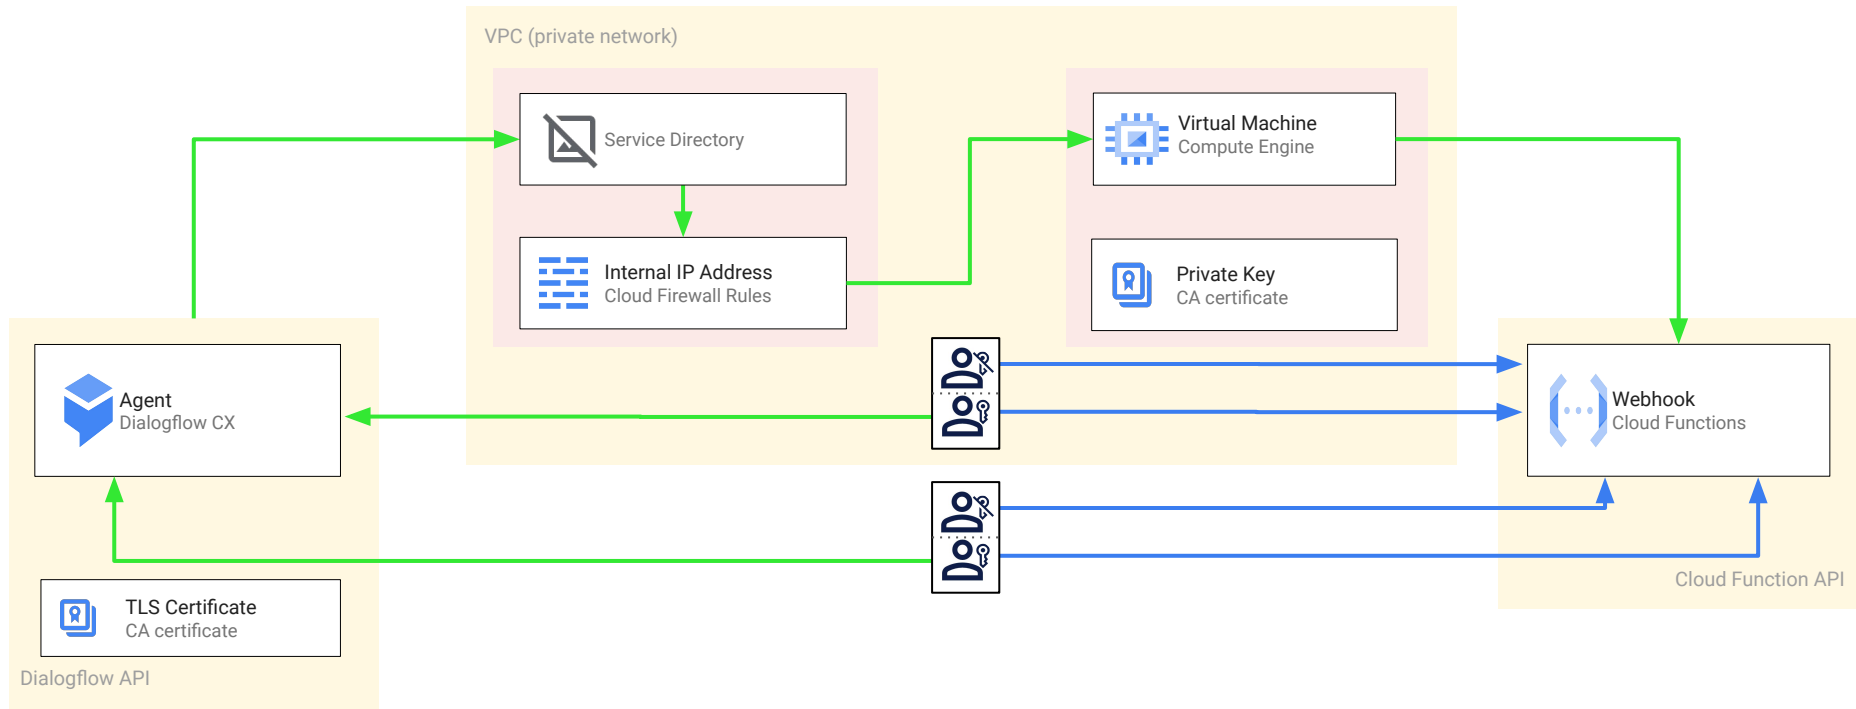 VPC (private network)
Service Directory
Virtual Machine
Compute Engine
Internal IP Address
Cloud Firewall Rules
Private Key
CA certificate
Agent
Dialogflow CX
Webhook
Cloud Functions
Cloud Function API
TLS Certificate
CA certificate
Dialogflow API